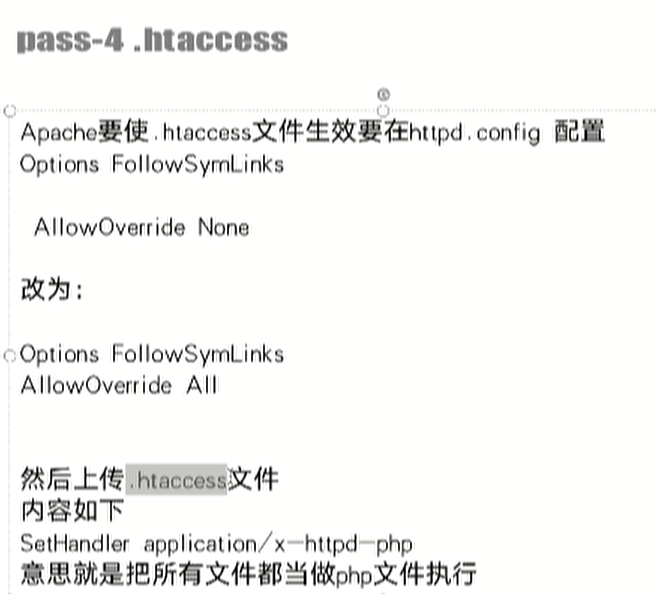 pass-4 .htaccess
Apache要使.htaccess文件生效要在httpd.config 配置
Options FollowSymLinks
AllowOverride None
改为:
Options FollowSymLinks
AllowOverride All
然后上传.htaccess文件
内容如下
SetHandler application/x-httpd-php
意思就是把所有文件都当做php文件执行